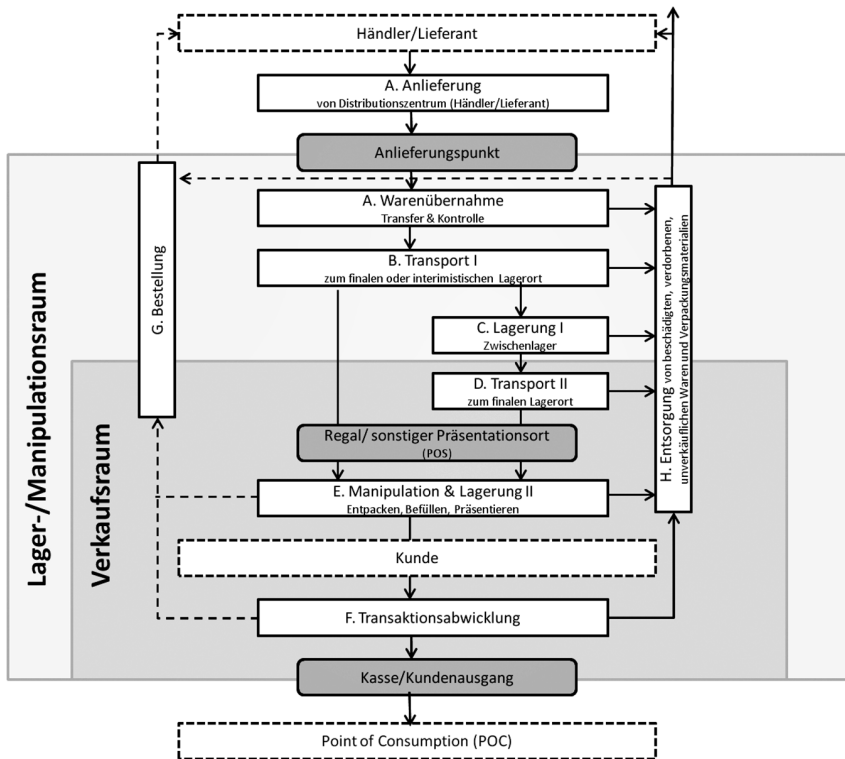 Händler/Lieferant
A. Anlieferung
von Distributionszentrum (Händler/Lieferant)
Anlieferungspunkt
A. Warenübernahme
Transfer & Kontrolle
B. Transport I
zum finalen oder interimistischen Lagerort
C. Lagerung I
Zwischenlager
D. Transport II
zum finalen Lagerort
Regal/ sonstiger Präsentationsort
(POS)
E. Manipulation & Lagerung II
Entpacken, Befüllen, Präsentieren
Kunde
F. Transaktionsabwicklung
Kasse/Kundenausgang
Point of Consumption (POC)
G. Bestellung
H. Entsorgung von beschädigten, verdorbenen,
unverkäuflichen Waren und Verpackungsmaterialien
Lager-/Manipulationsraum
Verkaufsraum